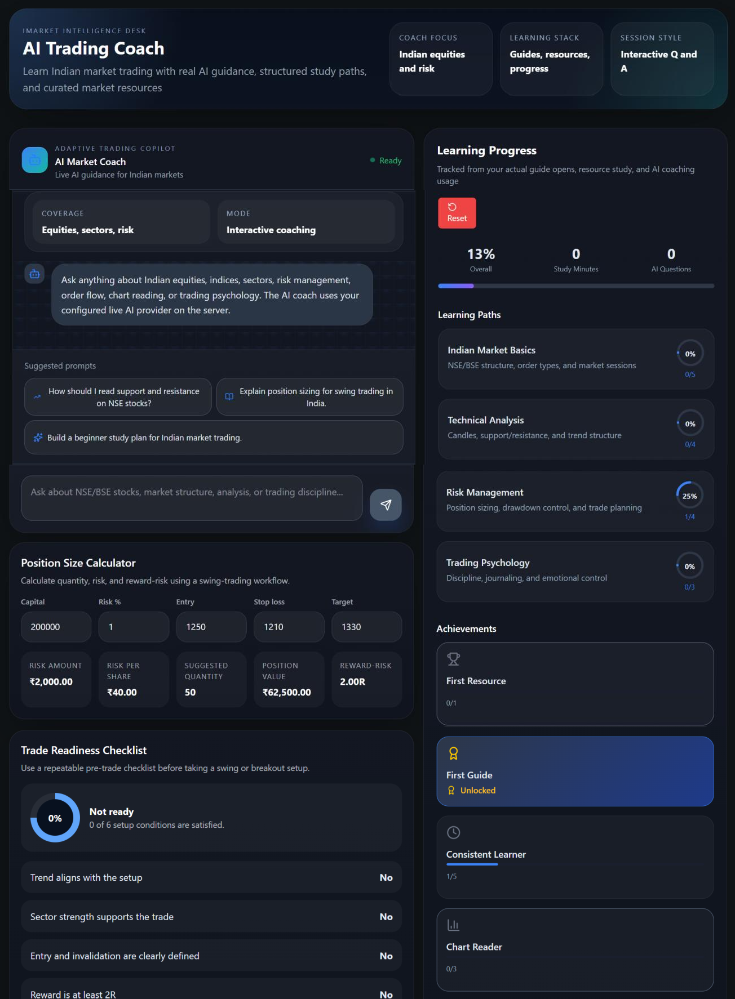 IMARKET INTELLIGENCE DESK
AI Trading Coach
Learn Indian market trading with real AI guidance, structured study paths,
and curated market resources
COACH FOCUS
Indian equities
and risk
LEARNING STACK
Guides, resources,
progress
SESSION STYLE
Interactive Q and
A
ADAPTIVE TRADING COPILOT
AI Market Coach
Live AI guidance for Indian markets
Ready
COVERAGE
Equities, sectors, risk
MODE
Interactive coaching
Ask anything about Indian equities, indices, sectors, risk management,
order flow, chart reading, or trading psychology. The AI coach uses your
configured live AI provider on the server.
Suggested prompts
How should I read support and resistance
on NSE stocks?
Explain position sizing for swing trading in
India.
Build a beginner study plan for Indian market trading.
Ask about NSE/BSE stocks, market structure, analysis, or trading discipline...
Position Size Calculator
Calculate quantity, risk, and reward-risk using a swing-trading workflow.
Capital
200000
Risk %
1
Entry
1250
Stop loss
1210
Target
1330
RISK AMOUNT
₹2,000.00
RISK PER
SHARE
₹40.00
SUGGESTED
QUANTITY
50
POSITION
VALUE
₹62,500.00
REWARD-RISK
2.00R
Trade Readiness Checklist
Use a repeatable pre-trade checklist before taking a swing or breakout setup.
0%
Not ready
0 of 6 setup conditions are satisfied.
Trend aligns with the setup
No
Sector strength supports the trade
No
Entry and invalidation are clearly defined
No
Reward is at least 2R
No
Learning Progress
Tracked from your actual guide opens, resource study, and AI coaching
usage
Reset
13%
Overall
0
Study Minutes
0
AI Questions
Learning Paths
Indian Market Basics
NSE/BSE structure, order types, and market sessions
0%
0/5
Technical Analysis
Candles, support/resistance, and trend structure
0%
0/4
Risk Management
Position sizing, drawdown control, and trade planning
25%
1/4
Trading Psychology
Discipline, journaling, and emotional control
0%
0/3
Achievements
First Resource
0/1
First Guide
Unlocked
Consistent Learner
1/5
Chart Reader
0/3